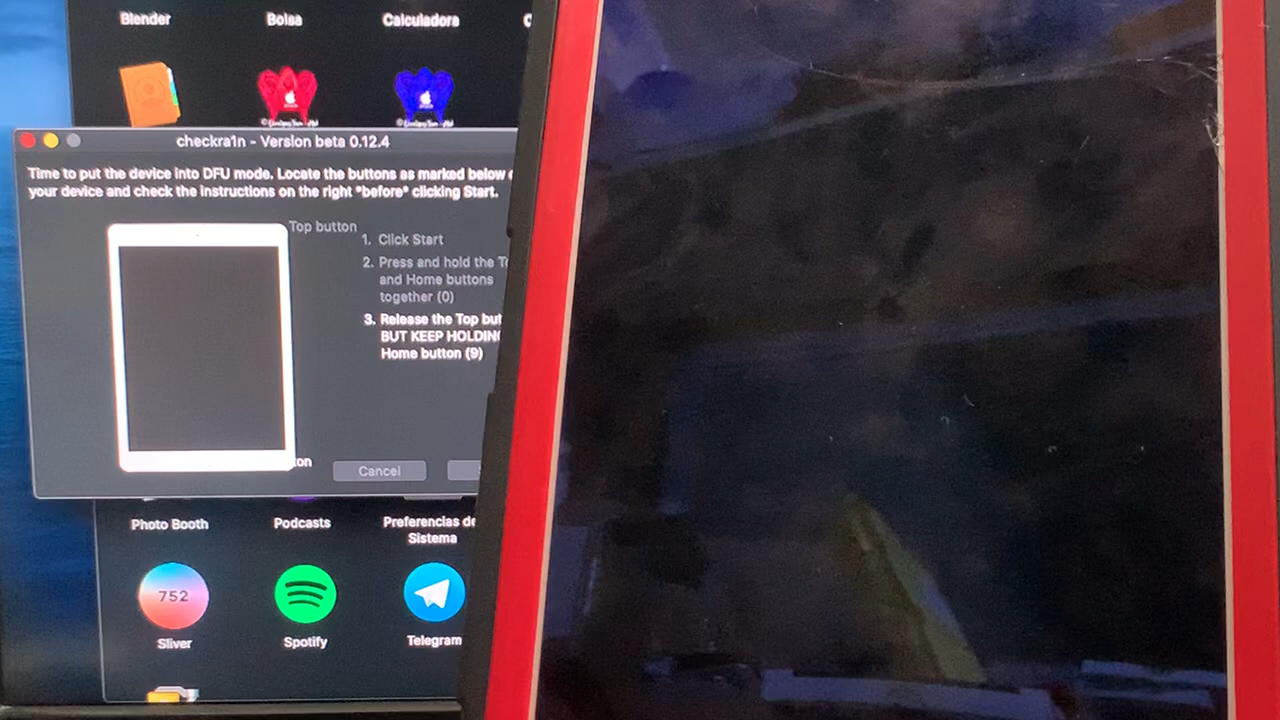 Blender
Bolsa
Calculadora
checkra1n - Version beta 0.12.4
Time to put the device into DFU mode. Locate the buttons as marked below
your device and check the instructions on the right *before* clicking Start.
Top button
1. Click Start
2. Press and hold the
and Home buttons
together (0)
3. Release the Top
BUT KEEP HOLDING
Home button (9)
Cancel
Photo Booth
Podcasts
Preferencias de
Sistema
752
Sliver
Spotify
Telegram